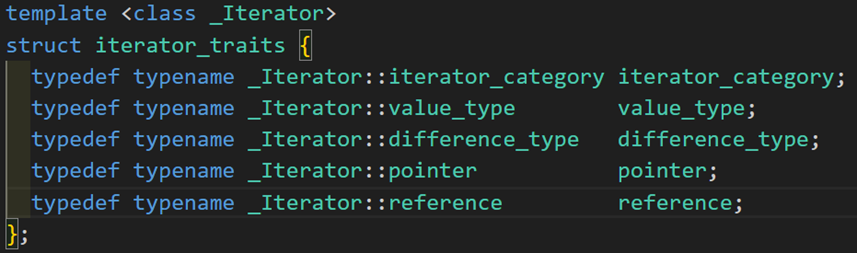 template <class _Iterator>
struct iterator_traits {
  typedef typename _Iterator::iterator_category iterator_category;
  typedef typename _Iterator::value_type        value_type;
  typedef typename _Iterator::difference_type   difference_type;
  typedef typename _Iterator::pointer           pointer;
  typedef typename _Iterator::reference         reference;
};